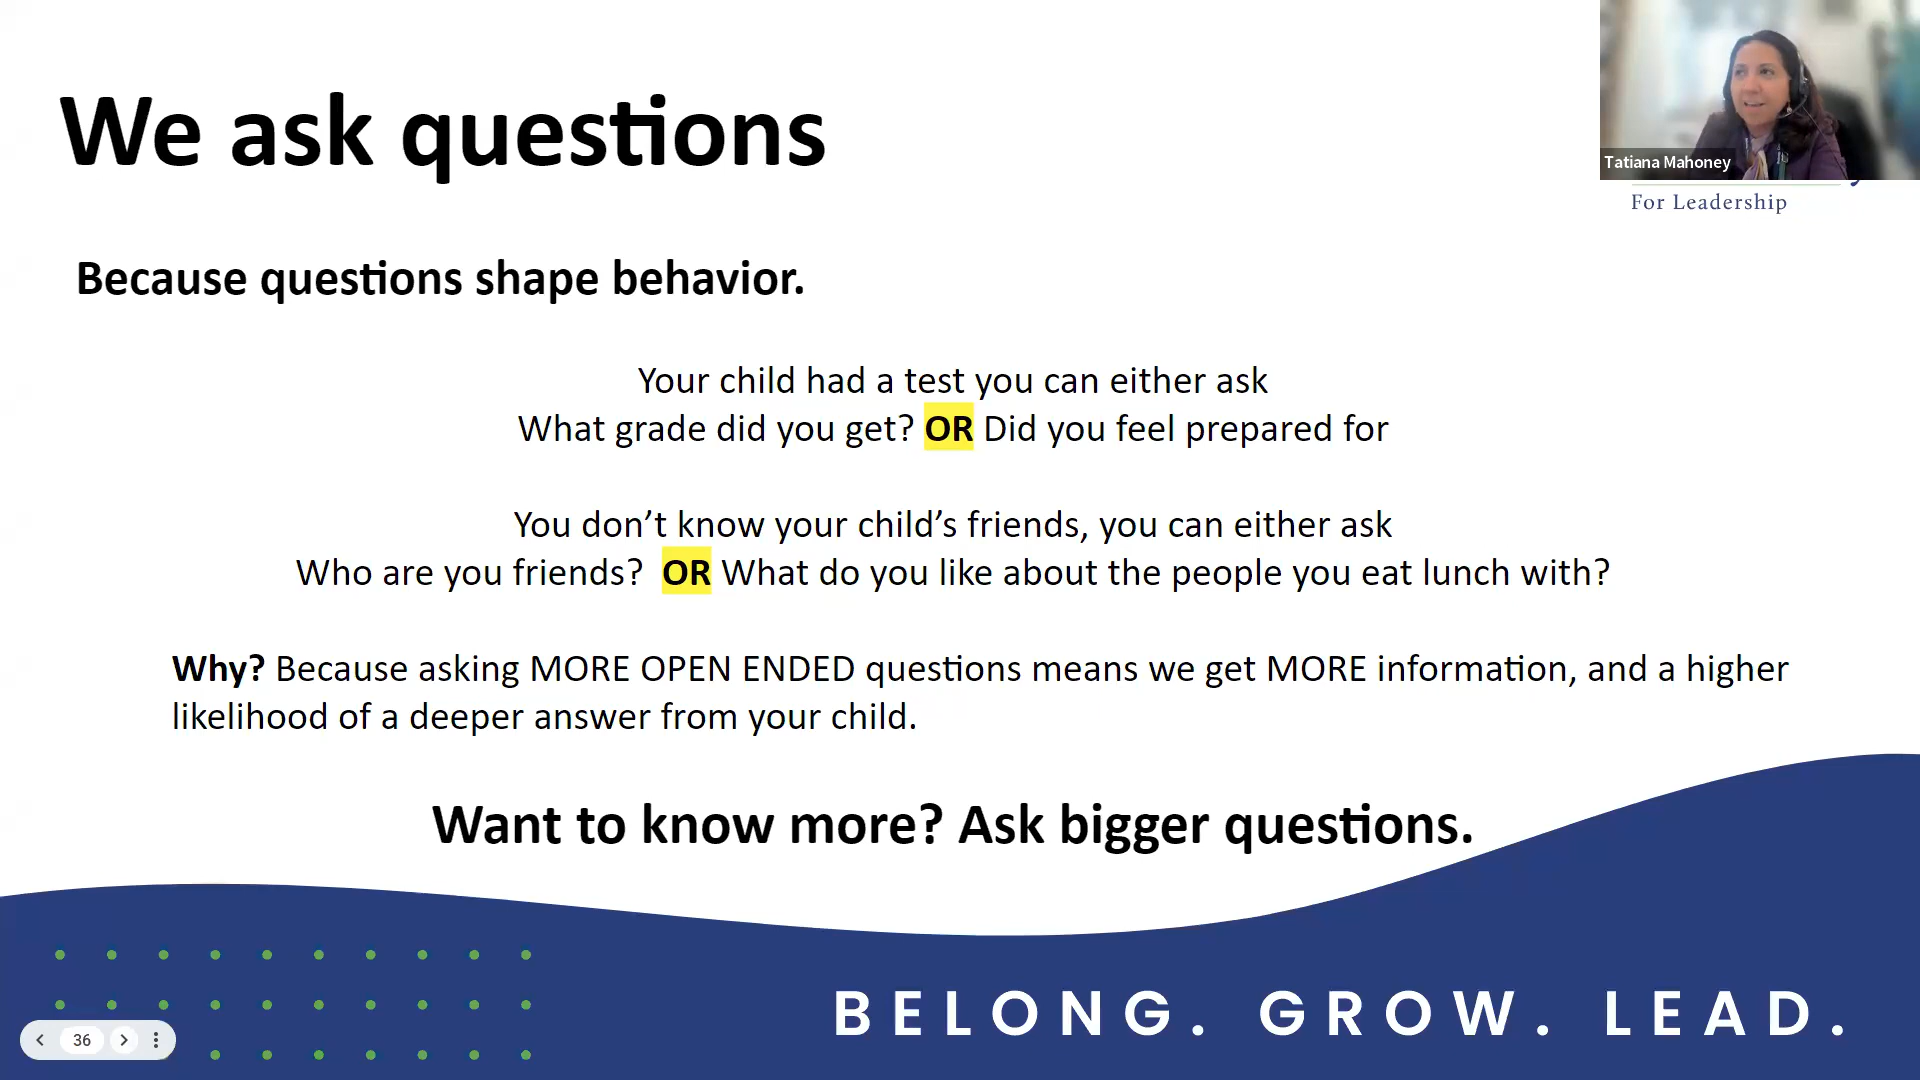 We ask questions
Tatiana Mahoney
For Leadership
Because questions shape behavior.
Your child had a test you can either ask
What grade did you get? OR Did you feel prepared for
You don’t know your child’s friends, you can either ask
Who are you friends? OR What do you like about the people you eat lunch with?
Why? Because asking MORE OPEN ENDED questions means we get MORE information, and a higher
likelihood of a deeper answer from your child.
Want to know more? Ask bigger questions.
BELONG. GROW. LEAD.
36